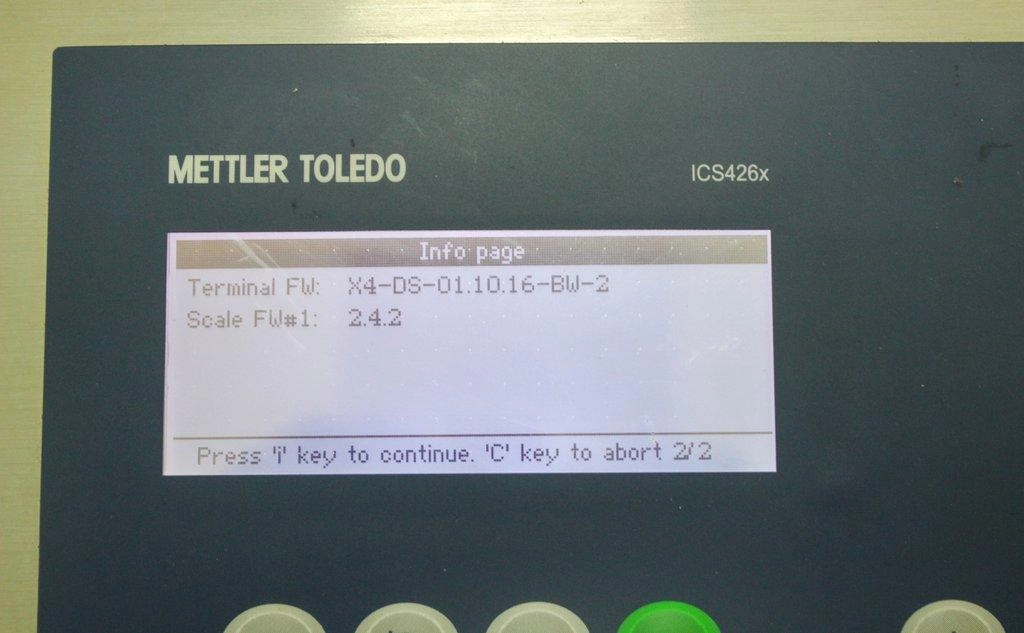 METTLER TOLEDO
ICS426x
Info page
Terminal FW: X4-DS-01.10.16-BW-2
Scale FW#1: 2.4.2
Press 'i' key to continue. 'C' key to abort 2/2